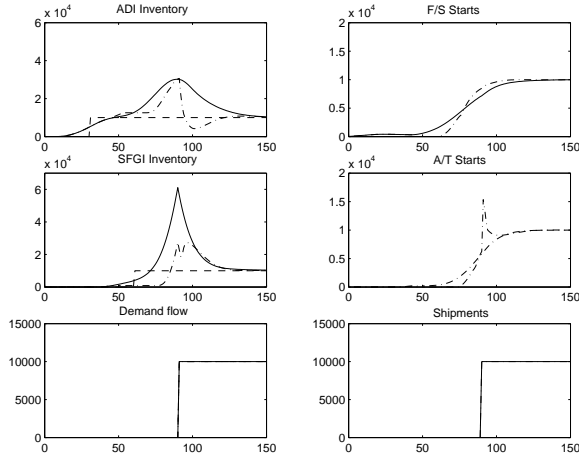 x 10^4 ADI Inventory
6
4
2
0
0 50 100 150
x 10^4 F/S Starts
2
1.5
1
0.5
0
0 50 100 150
x 10^4 SFGI Inventory
6
4
2
0
0 50 100 150
x 10^4 A/T Starts
2
1.5
1
0.5
0
0 50 100 150
Demand flow
15000
10000
5000
0
0 50 100 150
Shipments
15000
10000
5000
0
0 50 100 150